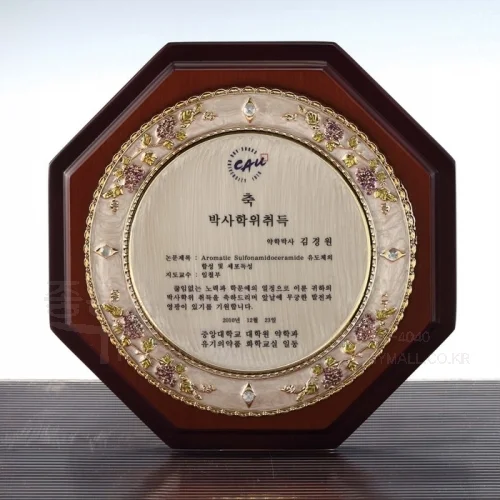 CAU
축
박사학위취득
약학박사 김경원
논문제목 : Aromatic Sulfonamidoceramide 유도체의
합성 및 세포독성
지도교수 : 임철부
끊임없는 노력과 학문에의 열정으로 이룬 귀하의
박사학위 취득을 축하드리며 앞날에 무궁한 발전과
영광이 있기를 기원합니다.
12월 23일
중앙대학교 대학원 약학과
유기의약품 화학교실 일동
-4040
MALL.CO.KR